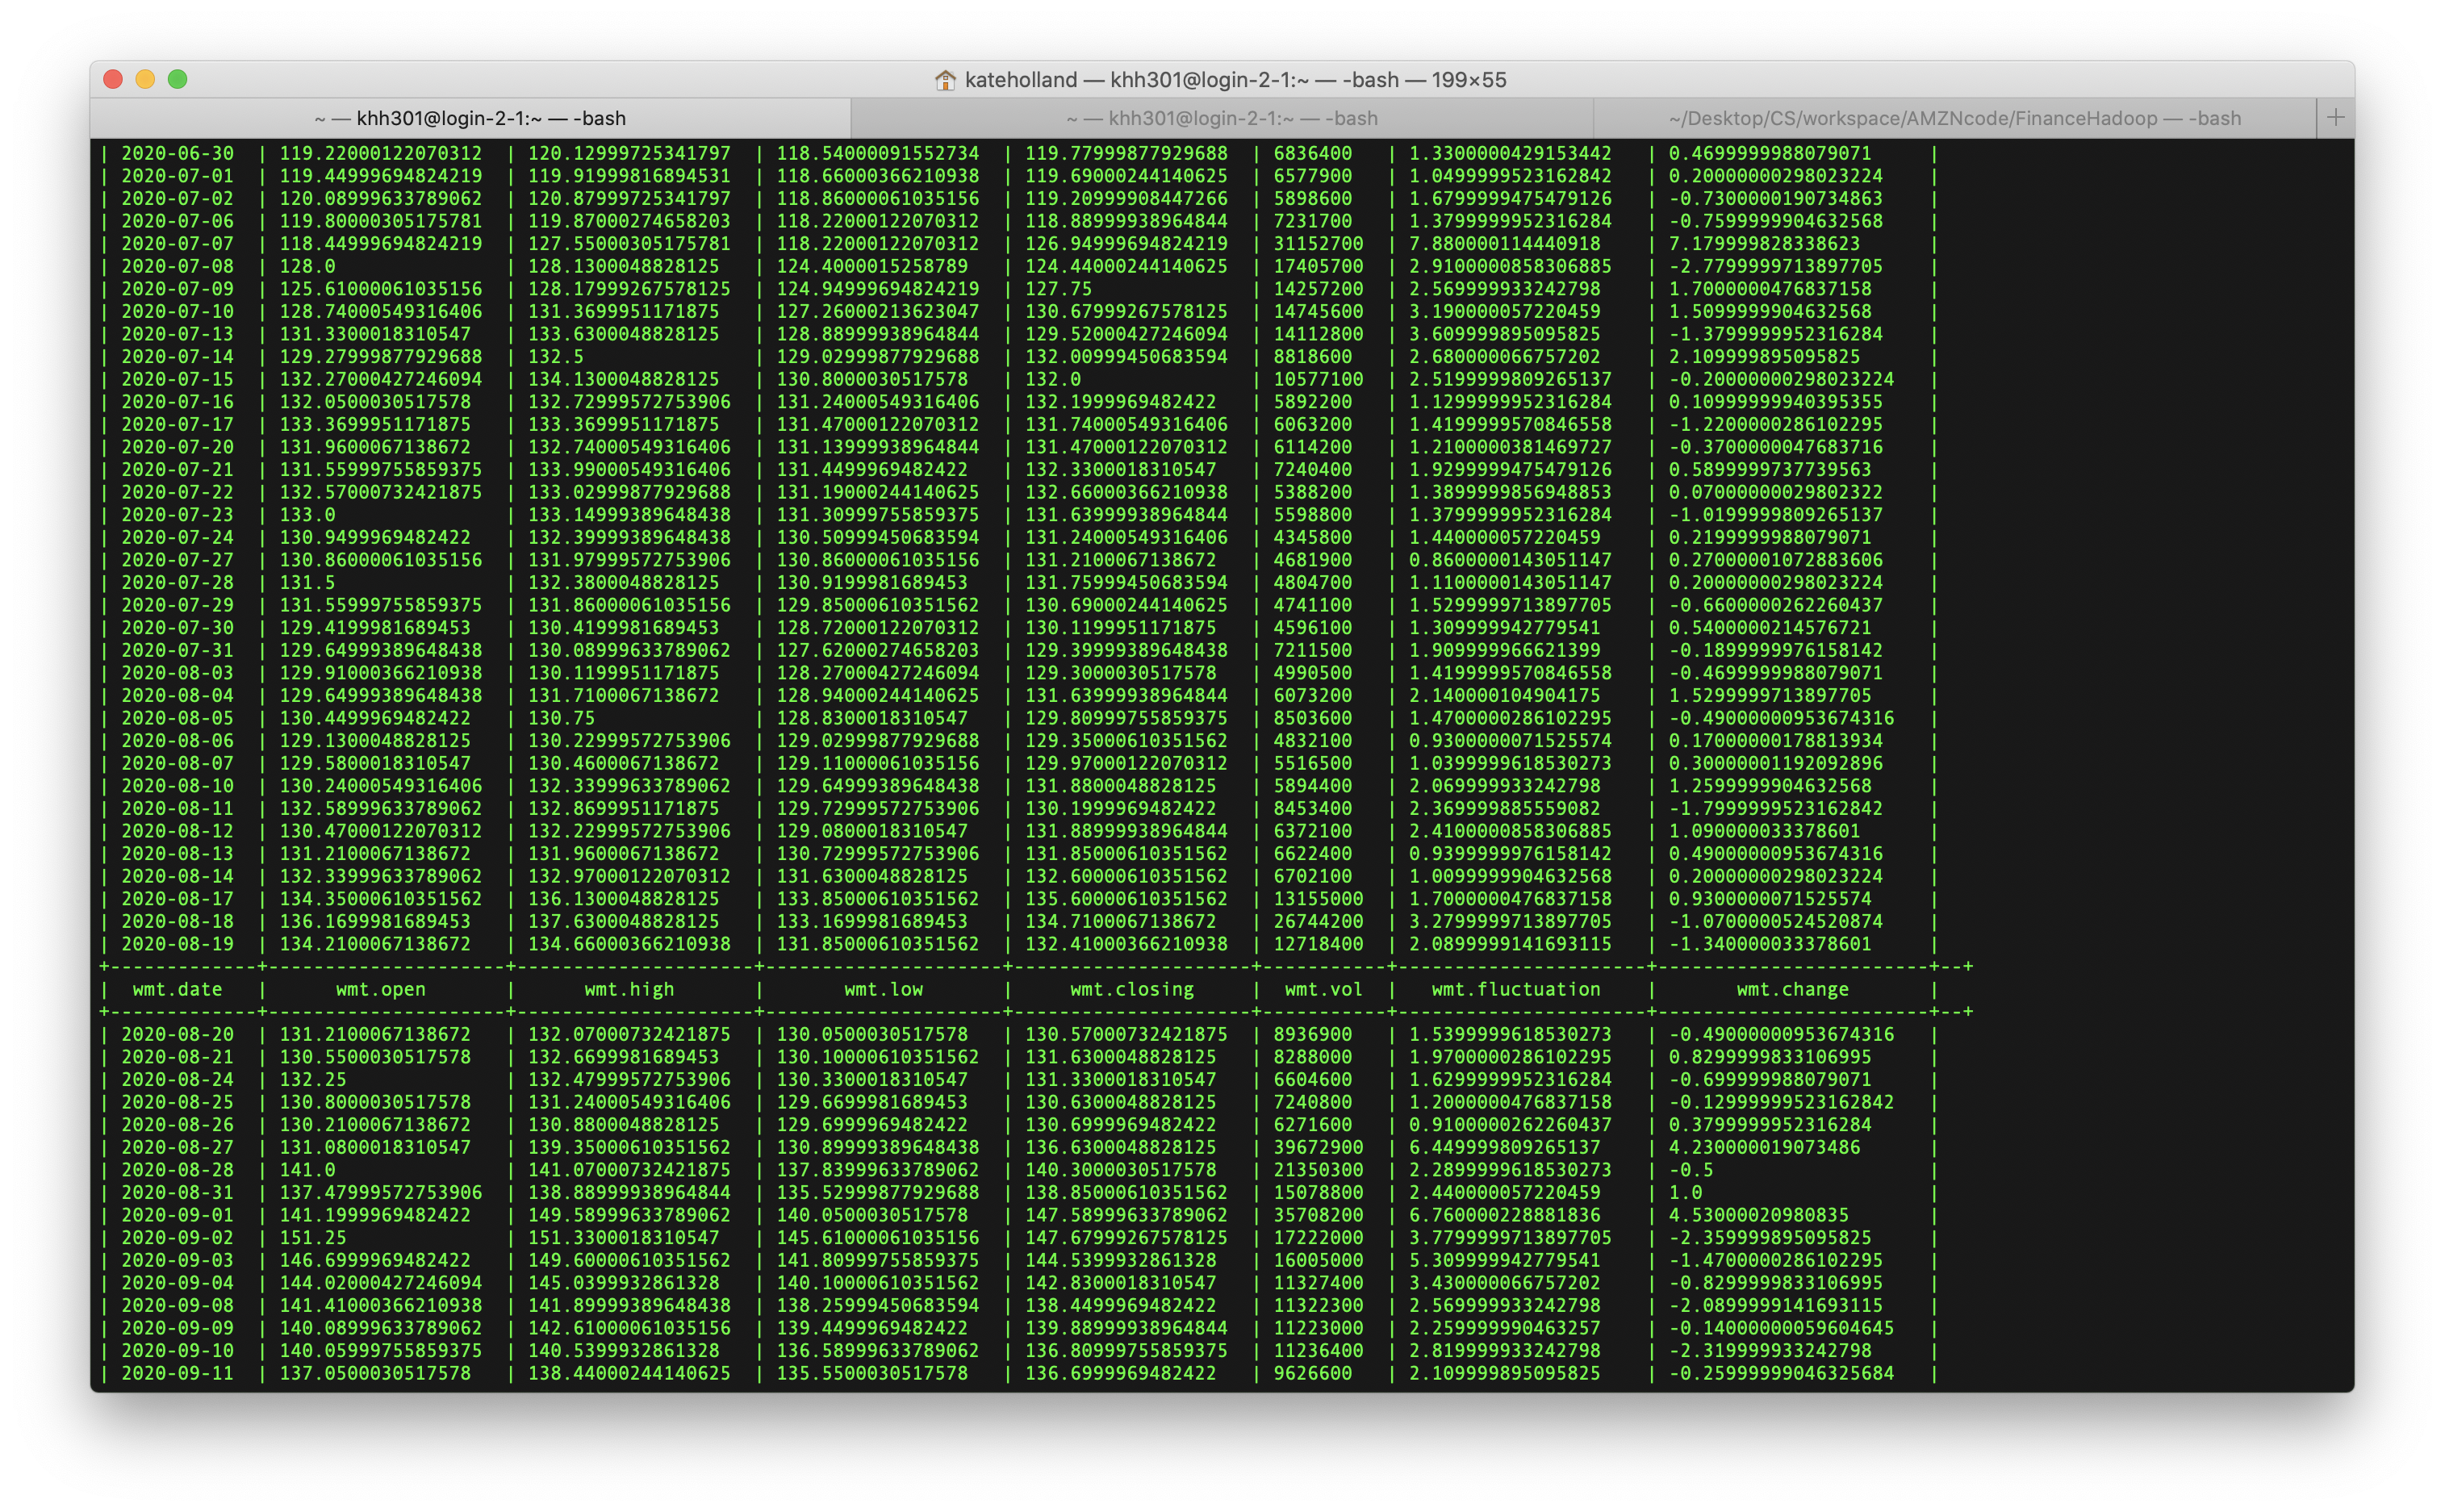 kateholland — khh301@login-2-1:~ — -bash — 199×55
~ — khh301@login-2-1:~ — -bash ~ — khh301@login-2-1:~ — -bash ~/Desktop/CS/workspace/AMZNcode/FinanceHadoop — -bash +
| 2020-06-30 | 119.22000122070312 | 120.12999725341797 | 118.54000091552734 | 119.77999877929688 | 6836400 | 1.3300000429153442 | 0.4699999988079071 |
| 2020-07-01 | 119.44999694824219 | 119.91999816894531 | 118.66000366210938 | 119.69000244140625 | 6577900 | 1.0499999523162842 | 0.20000000298023224 |
| 2020-07-02 | 120.08999633789062 | 120.87999725341797 | 118.86000061035156 | 119.20999908447266 | 5898600 | 1.6799999475479126 | -0.7300000190734863 |
| 2020-07-06 | 119.80000305175781 | 119.87000274658203 | 118.22000122070312 | 118.88999938964844 | 7231700 | 1.3799999952316284 | -0.7599999904632568 |
| 2020-07-07 | 118.44999694824219 | 127.55000305175781 | 118.22000122070312 | 126.94999694824219 | 31152700 | 7.880000114440918 | 7.179999828338623 |
| 2020-07-08 | 128.0 | 128.1300048828125 | 124.4000015258789 | 124.44000244140625 | 17405700 | 2.9100000858306885 | -2.7799999713897705 |
| 2020-07-09 | 125.61000061035156 | 128.17999267578125 | 124.94999694824219 | 127.75 | 14257200 | 2.569999933242798 | 1.7000000476837158 |
| 2020-07-10 | 128.74000549316406 | 131.3699951171875 | 127.26000213623047 | 130.67999267578125 | 14745600 | 3.190000057220459 | 1.5099999904632568 |
| 2020-07-13 | 131.3300018310547 | 133.6300048828125 | 128.88999938964844 | 129.52000427246094 | 14112800 | 3.609999895095825 | -1.3799999952316284 |
| 2020-07-14 | 129.27999877929688 | 132.5 | 129.02999877929688 | 132.00999450683594 | 8818600 | 2.680000066757202 | 2.109999895095825 |
| 2020-07-15 | 132.27000427246094 | 134.1300048828125 | 130.8000030517578 | 132.0 | 10577100 | 2.5199999809265137 | -0.20000000298023224 |
| 2020-07-16 | 132.0500030517578 | 132.72999572753906 | 131.24000549316406 | 132.1999969482422 | 5892200 | 1.1299999952316284 | 0.10999999940395355 |
| 2020-07-17 | 133.3699951171875 | 133.3699951171875 | 131.47000122070312 | 131.74000549316406 | 6063200 | 1.4199999570846558 | -1.2200000286102295 |
| 2020-07-20 | 131.9600067138672 | 132.74000549316406 | 131.13999938964844 | 131.47000122070312 | 6114200 | 1.2100000381469727 | -0.3700000047683716 |
| 2020-07-21 | 131.55999755859375 | 133.99000549316406 | 131.4499969482422 | 132.3300018310547 | 7240400 | 1.9299999475479126 | 0.5899999737739563 |
| 2020-07-22 | 132.57000732421875 | 133.02999877929688 | 131.19000244140625 | 132.66000366210938 | 5388200 | 1.3899999856948853 | 0.07000000029802322 |
| 2020-07-23 | 133.0 | 133.14999389648438 | 131.30999755859375 | 131.63999938964844 | 5598800 | 1.3799999952316284 | -1.0199999809265137 |
| 2020-07-24 | 130.9499969482422 | 132.39999389648438 | 130.50999450683594 | 131.24000549316406 | 4345800 | 1.440000057220459 | 0.2199999988079071 |
| 2020-07-27 | 130.86000061035156 | 131.97999572753906 | 130.86000061035156 | 131.2100067138672 | 4681900 | 0.8600000143051147 | 0.27000001072883606 |
| 2020-07-28 | 131.5 | 132.3800048828125 | 130.9199981689453 | 131.75999450683594 | 4804700 | 1.1100000143051147 | 0.20000000298023224 |
| 2020-07-29 | 131.55999755859375 | 131.86000061035156 | 129.85000610351562 | 130.69000244140625 | 4741100 | 1.5299999713897705 | -0.6600000262260437 |
| 2020-07-30 | 129.4199981689453 | 130.4199981689453 | 128.72000122070312 | 130.1199951171875 | 4596100 | 1.309999942779541 | 0.5400000214576721 |
| 2020-07-31 | 129.64999389648438 | 130.08999633789062 | 127.62000274658203 | 129.39999389648438 | 7211500 | 1.909999966621399 | -0.1899999976158142 |
| 2020-08-03 | 129.91000366210938 | 130.1199951171875 | 128.27000427246094 | 129.3000030517578 | 4990500 | 1.4199999570846558 | -0.4699999988079071 |
| 2020-08-04 | 129.64999389648438 | 131.7100067138672 | 128.94000244140625 | 131.63999938964844 | 6073200 | 2.140000104904175 | 1.5299999713897705 |
| 2020-08-05 | 130.4499969482422 | 130.75 | 128.8300018310547 | 129.80999755859375 | 8503600 | 1.4700000286102295 | -0.49000000953674316 |
| 2020-08-06 | 129.1300048828125 | 130.22999572753906 | 129.02999877929688 | 129.35000610351562 | 4832100 | 0.9300000071525574 | 0.17000000178813934 |
| 2020-08-07 | 129.5800018310547 | 130.4600067138672 | 129.11000061035156 | 129.97000122070312 | 5516500 | 1.0399999618530273 | 0.30000001192092896 |
| 2020-08-10 | 130.24000549316406 | 132.33999633789062 | 129.64999389648438 | 131.8800048828125 | 5894400 | 2.069999933242798 | 1.2599999904632568 |
| 2020-08-11 | 132.58999633789062 | 132.8699951171875 | 129.72999572753906 | 130.1999969482422 | 8453400 | 2.369999885559082 | -1.7999999523162842 |
| 2020-08-12 | 130.47000122070312 | 132.22999572753906 | 129.0800018310547 | 131.88999938964844 | 6372100 | 2.4100000858306885 | 1.090000033378601 |
| 2020-08-13 | 131.2100067138672 | 131.9600067138672 | 130.72999572753906 | 131.85000610351562 | 6622400 | 0.9399999976158142 | 0.49000000953674316 |
| 2020-08-14 | 132.33999633789062 | 132.97000122070312 | 131.6300048828125 | 132.60000610351562 | 6702100 | 1.0099999904632568 | 0.20000000298023224 |
| 2020-08-17 | 134.35000610351562 | 136.1300048828125 | 133.85000610351562 | 135.60000610351562 | 13155000 | 1.7000000476837158 | 0.9300000071525574 |
| 2020-08-18 | 136.1699981689453 | 137.6300048828125 | 133.1699981689453 | 134.7100067138672 | 26744200 | 3.2799999713897705 | -1.0700000524520874 |
| 2020-08-19 | 134.2100067138672 | 134.66000366210938 | 131.85000610351562 | 132.41000366210938 | 12718400 | 2.0899999141693115 | -1.340000033378601 |
+-------------+---------------------+---------------------+---------------------+---------------------+-----------+----------------------+------------------------+--+
| wmt.date | wmt.open | wmt.high | wmt.low | wmt.closing | wmt.vol | wmt.fluctuation | wmt.change |
+-------------+---------------------+---------------------+---------------------+---------------------+-----------+----------------------+------------------------+--+
| 2020-08-20 | 131.2100067138672 | 132.07000732421875 | 130.0500030517578 | 130.57000732421875 | 8936900 | 1.5399999618530273 | -0.49000000953674316 |
| 2020-08-21 | 130.5500030517578 | 132.6699981689453 | 130.10000610351562 | 131.6300048828125 | 8288000 | 1.9700000286102295 | 0.8299999833106995 |
| 2020-08-24 | 132.25 | 132.47999572753906 | 130.3300018310547 | 131.3300018310547 | 6604600 | 1.6299999952316284 | -0.699999988079071 |
| 2020-08-25 | 130.8000030517578 | 131.24000549316406 | 129.6699981689453 | 130.6300048828125 | 7240800 | 1.2000000476837158 | -0.12999999523162842 |
| 2020-08-26 | 130.2100067138672 | 130.8800048828125 | 129.6999969482422 | 130.6999969482422 | 6271600 | 0.9100000262260437 | 0.3799999952316284 |
| 2020-08-27 | 131.0800018310547 | 139.35000610351562 | 130.89999389648438 | 136.6300048828125 | 39672900 | 6.449999809265137 | 4.230000019073486 |
| 2020-08-28 | 141.0 | 141.07000732421875 | 137.83999633789062 | 140.3000030517578 | 21350300 | 2.2899999618530273 | -0.5 |
| 2020-08-31 | 137.47999572753906 | 138.88999938964844 | 135.52999877929688 | 138.85000610351562 | 15078800 | 2.440000057220459 | 1.0 |
| 2020-09-01 | 141.1999969482422 | 149.58999633789062 | 140.0500030517578 | 147.58999633789062 | 35708200 | 6.760000228881836 | 4.53000020980835 |
| 2020-09-02 | 151.25 | 151.3300018310547 | 145.61000061035156 | 147.67999267578125 | 17222000 | 3.7799999713897705 | -2.359999895095825 |
| 2020-09-03 | 146.6999969482422 | 149.60000610351562 | 141.80999755859375 | 144.5399932861328 | 16005000 | 5.309999942779541 | -1.4700000286102295 |
| 2020-09-04 | 144.02000427246094 | 145.0399932861328 | 140.10000610351562 | 142.8300018310547 | 11327400 | 3.430000066757202 | -0.8299999833106995 |
| 2020-09-08 | 141.41000366210938 | 141.89999389648438 | 138.25999450683594 | 138.4499969482422 | 11322300 | 2.569999933242798 | -2.0899999141693115 |
| 2020-09-09 | 140.08999633789062 | 142.61000061035156 | 139.4499969482422 | 139.88999938964844 | 11223000 | 2.259999990463257 | -0.14000000059604645 |
| 2020-09-10 | 140.05999755859375 | 140.5399932861328 | 136.58999633789062 | 136.80999755859375 | 11236400 | 2.819999933242798 | -2.319999933242798 |
| 2020-09-11 | 137.0500030517578 | 138.44000244140625 | 135.5500030517578 | 136.6999969482422 | 9626600 | 2.109999895095825 | -0.25999999046325684 |